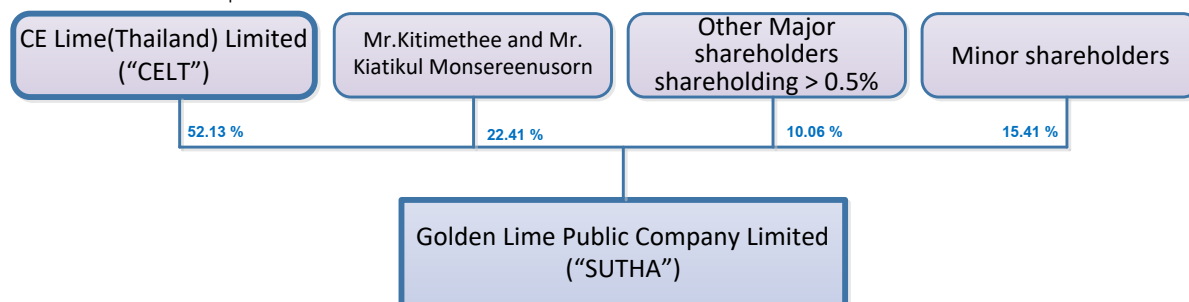 CE Lime(Thailand) Limited
(“CELT”)
Mr.Kitimethee and Mr.
Kiatikul Monsereenusorn
Other Major
shareholders
shareholding > 0.5%
Minor shareholders
52.13 %
22.41 %
10.06 %
15.41 %
Golden Lime Public Company Limited
(“SUTHA”)